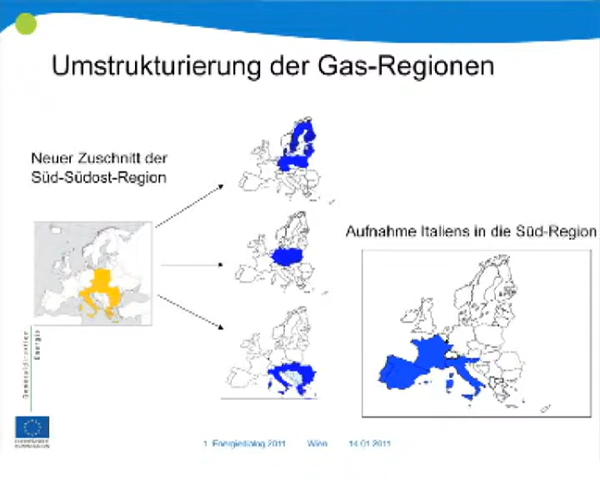 Umstrukturierung der Gas-Regionen
Neuer Zuschnitt der
Süd-Südost-Region
Aufnahme Italiens in die Süd-Region
Generaldirektion
Energie
1. Energiedialog 2011 Wien 14.01.2011